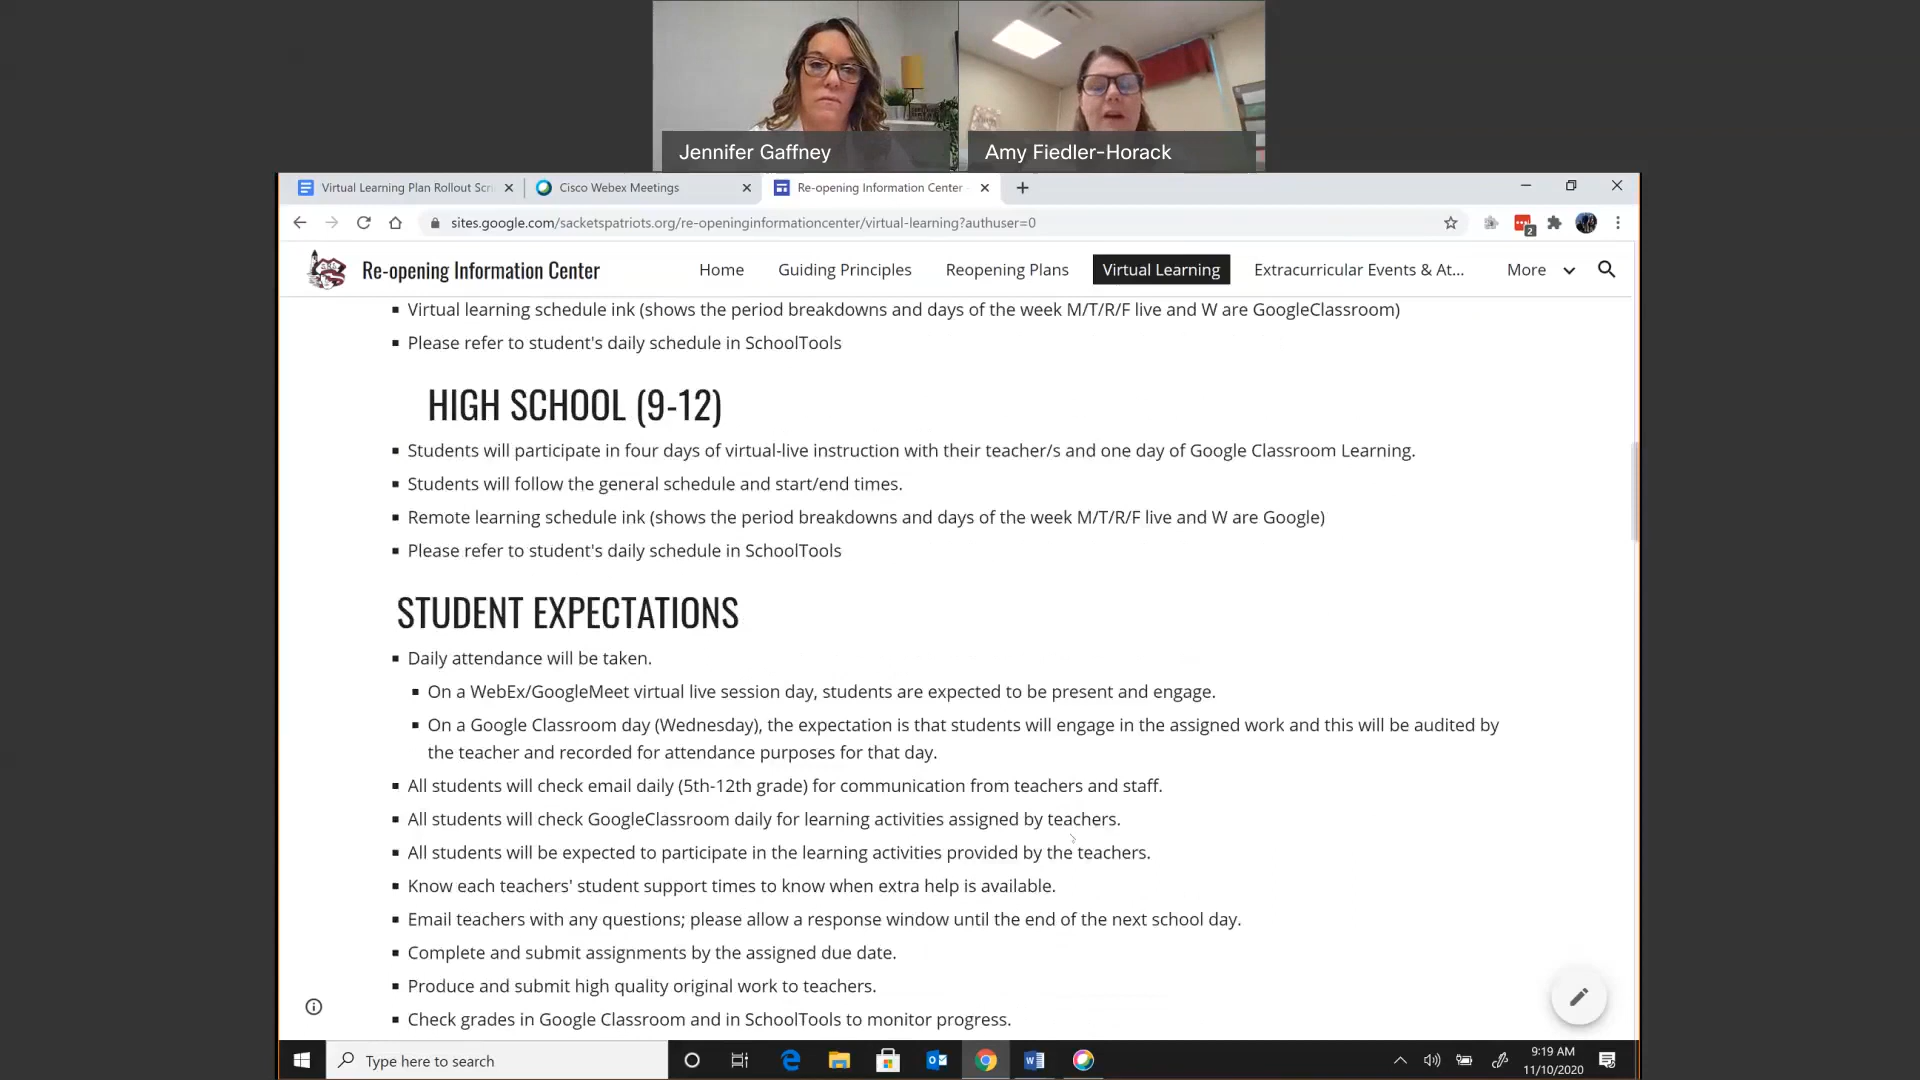 Jennifer Gaffney
Amy Fiedler-Horack
Virtual Learning Plan Rollout Scri
Cisco Webex Meetings
Re-opening Information Center
sites.google.com/sacketspatriots.org/re-openinginformationcenter/virtual-learning?authuser=0
2
Re-opening Information Center
Home
Guiding Principles
Reopening Plans
Virtual Learning
Extracurricular Events & At...
More
Virtual learning schedule ink (shows the period breakdowns and days of the week M/T/R/F live and W are GoogleClassroom)
Please refer to student's daily schedule in SchoolTools
HIGH SCHOOL (9-12)
Students will participate in four days of virtual-live instruction with their teacher/s and one day of Google Classroom Learning.
Students will follow the general schedule and start/end times.
Remote learning schedule ink (shows the period breakdowns and days of the week M/T/R/F live and W are Google)
Please refer to student's daily schedule in SchoolTools
STUDENT EXPECTATIONS
Daily attendance will be taken.
On a WebEx/GoogleMeet virtual live session day, students are expected to be present and engage.
On a Google Classroom day (Wednesday), the expectation is that students will engage in the assigned work and this will be audited by
the teacher and recorded for attendance purposes for that day.
All students will check email daily (5th-12th grade) for communication from teachers and staff.
All students will check GoogleClassroom daily for learning activities assigned by teachers.
All students will be expected to participate in the learning activities provided by the teachers.
Know each teachers' student support times to know when extra help is available.
Email teachers with any questions; please allow a response window until the end of the next school day.
Complete and submit assignments by the assigned due date.
Produce and submit high quality original work to teachers.
Check grades in Google Classroom and in SchoolTools to monitor progress.
Type here to search
9:19 AM
11/10/2020